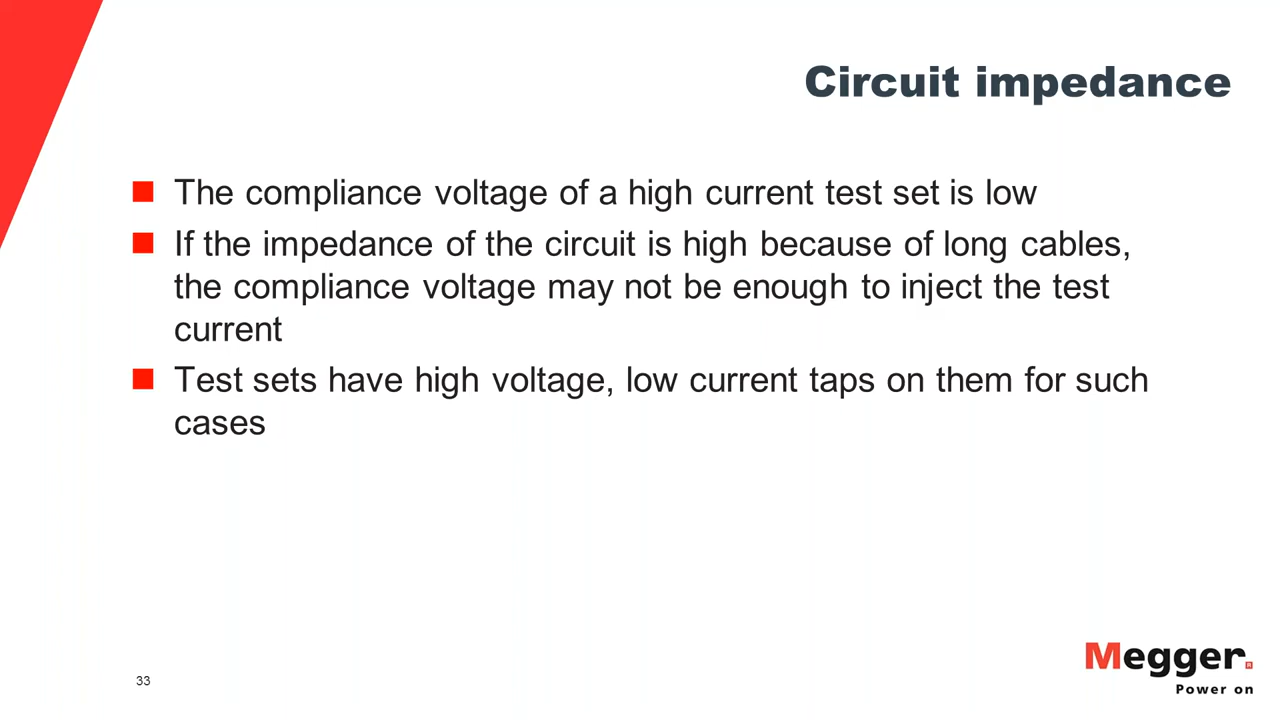 Circuit impedance
The compliance voltage of a high current test set is low
If the impedance of the circuit is high because of long cables,
the compliance voltage may not be enough to inject the test
current
Test sets have high voltage, low current taps on them for such
cases
33
Megger
Power on